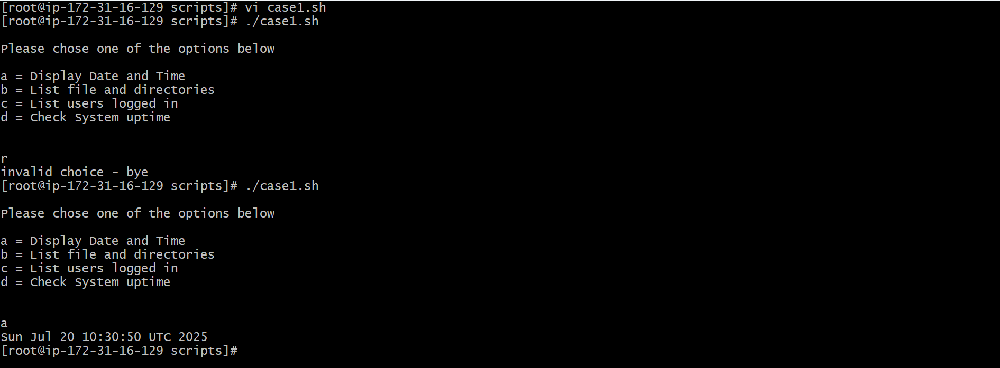 [root@ip-172-31-16-129 scripts]# vi case1.sh
[root@ip-172-31-16-129 scripts]# ./case1.sh
Please chose one of the options below
a = Display Date and Time
b = List file and directories
c = List users logged in
d = Check System uptime
r
invalid choice - bye
[root@ip-172-31-16-129 scripts]# ./case1.sh
Please chose one of the options below
a = Display Date and Time
b = List file and directories
c = List users logged in
d = Check System uptime
a
Sun Jul 20 10:30:50 UTC 2025
[root@ip-172-31-16-129 scripts]#